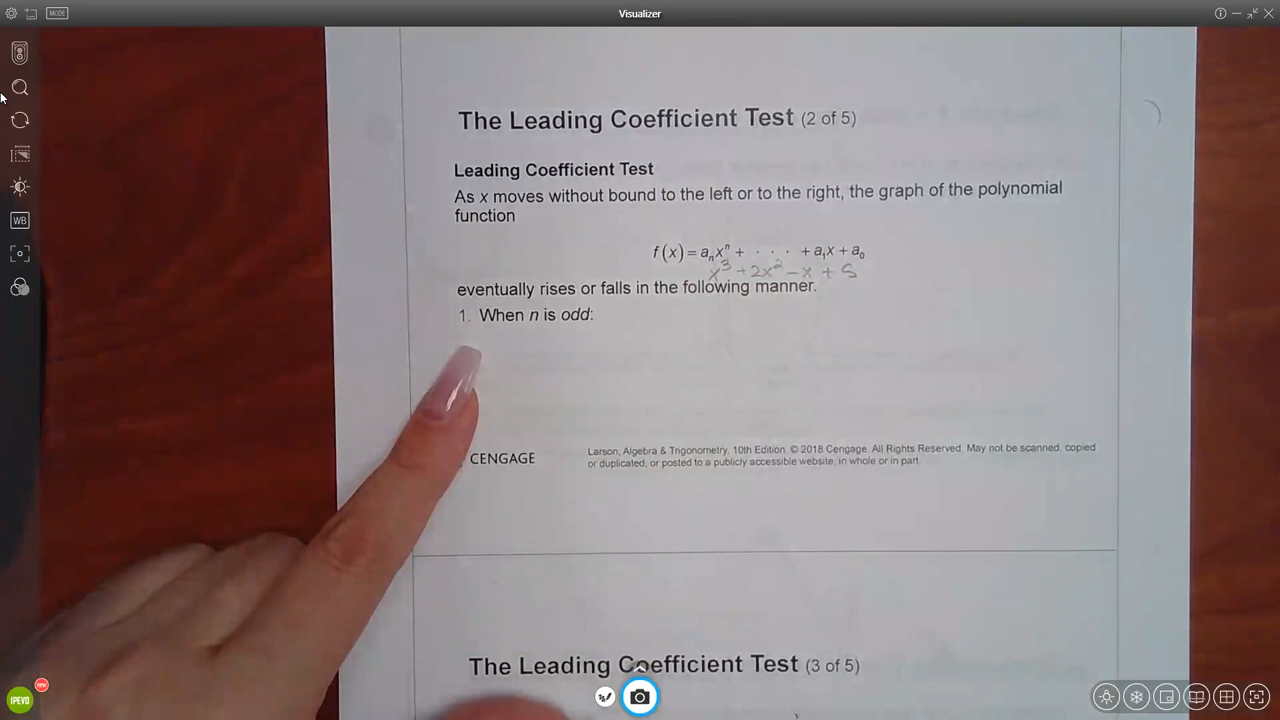 MODE
Visualizer
WB
The Leading Coefficient Test (2 of 5)
Leading Coefficient Test
As x moves without bound to the left or to the right, the graph of the polynomial
function
f(x) = aₙxⁿ + · · · + a₁x + a₀
x³ + 2x² - x + 5
eventually rises or falls in the following manner.
1. When n is odd:
CENGAGE
Larson, Algebra & Trigonometry, 10th Edition. © 2018 Cengage. All Rights Reserved. May not be scanned, copied
or duplicated, or posted to a publicly accessible website, in whole or in part.
The Leading Coefficient Test (3 of 5)
IPEVO
new